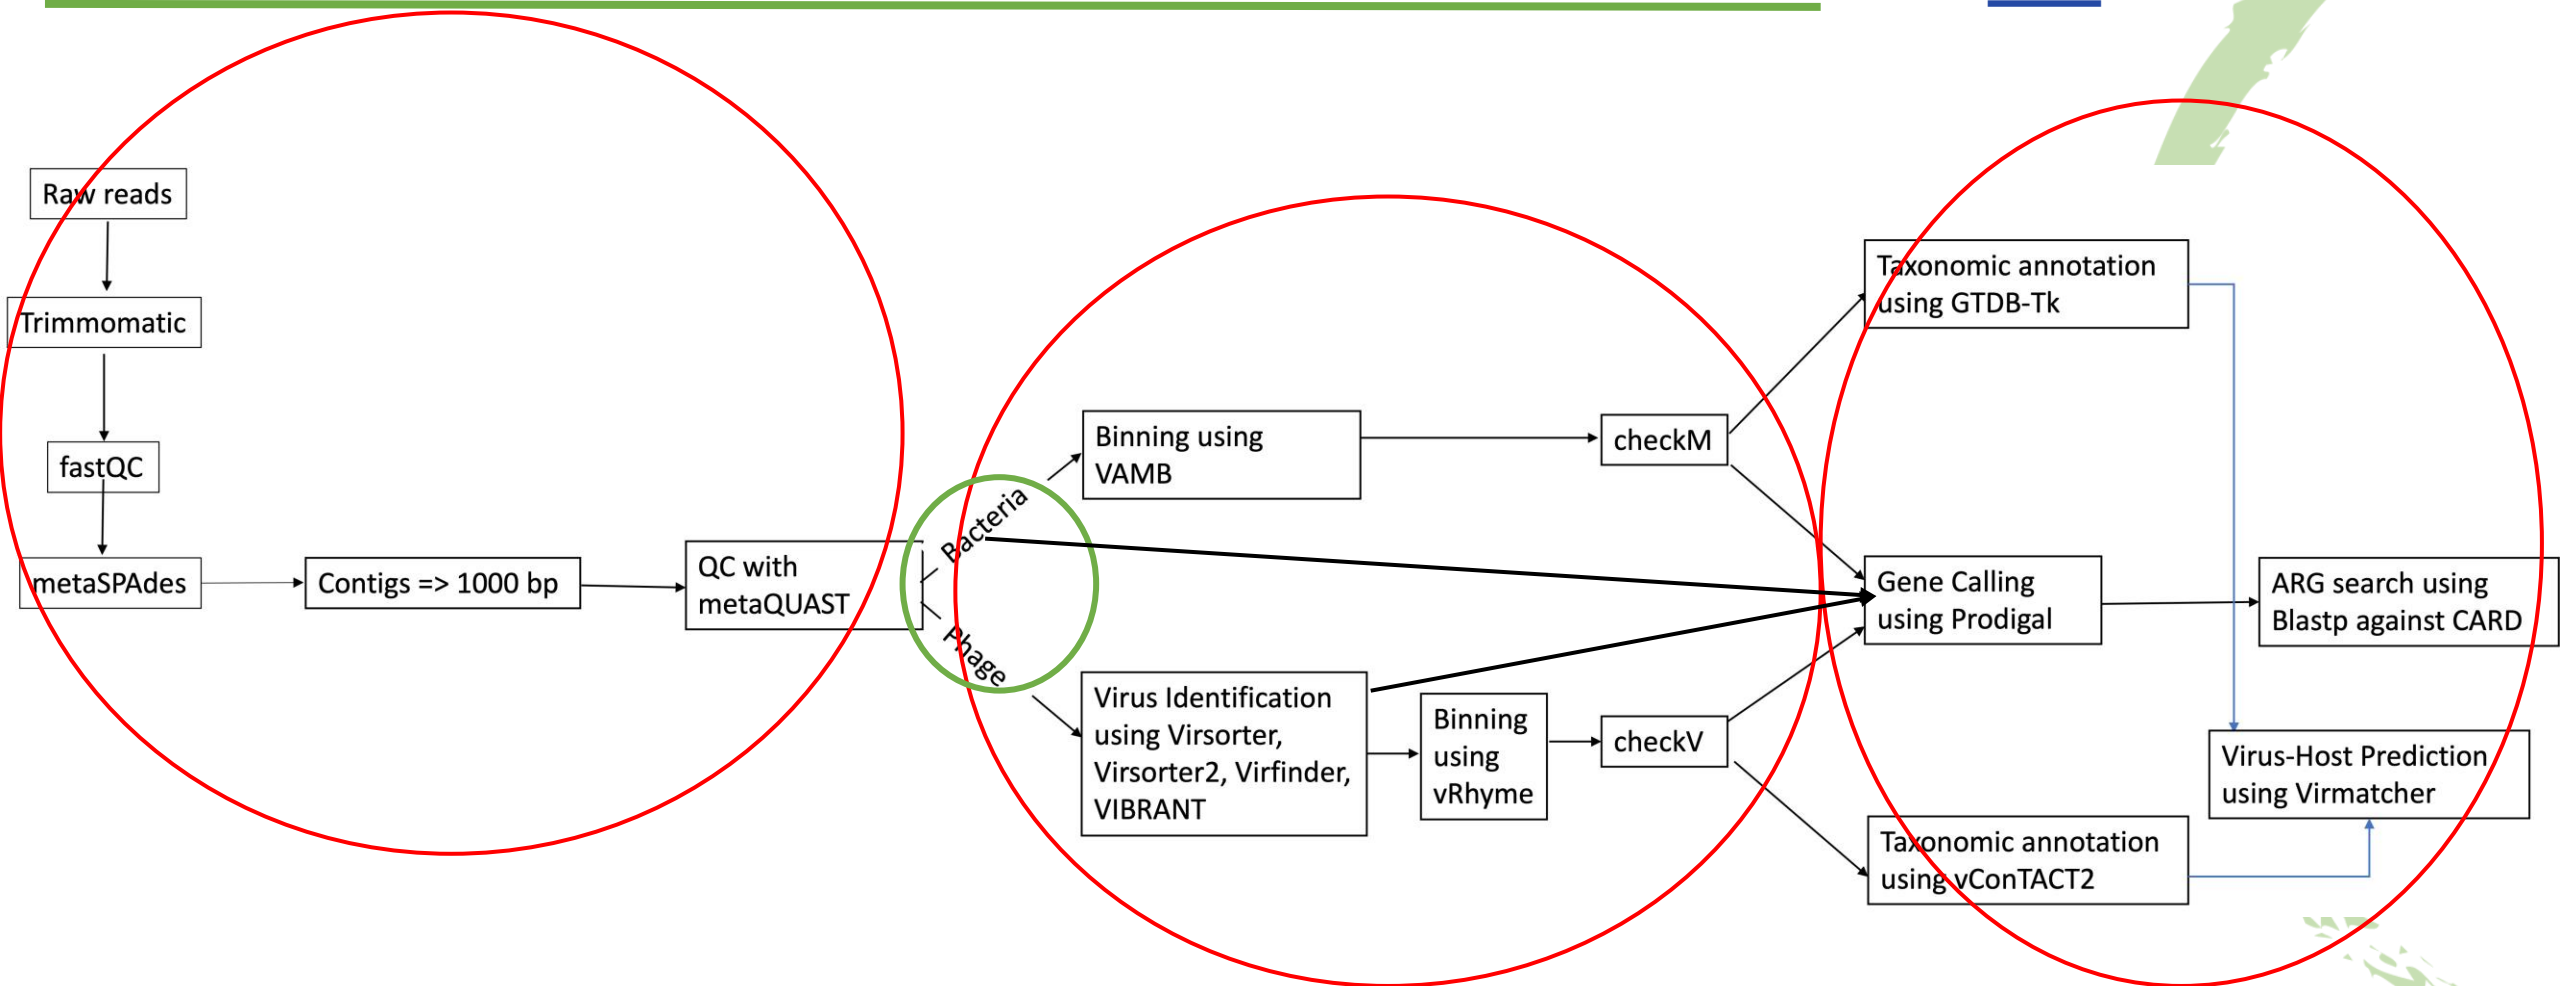 Raw reads
Trimmomatic
fastQC
metaSPAdes
Contigs => 1000 bp
QC with
metaQUAST
Bacteria
Phage
Binning using
VAMB
checkM
Virus Identification
using Virsorter,
Virsorter2, Virfinder,
VIBRANT
Binning
using
vRhyme
checkV
Taxonomic annotation
using GTDB-Tk
Gene Calling
using Prodigal
ARG search using
Blastp against CARD
Virus-Host Prediction
using Virmatcher
Taxonomic annotation
using vConTACT2